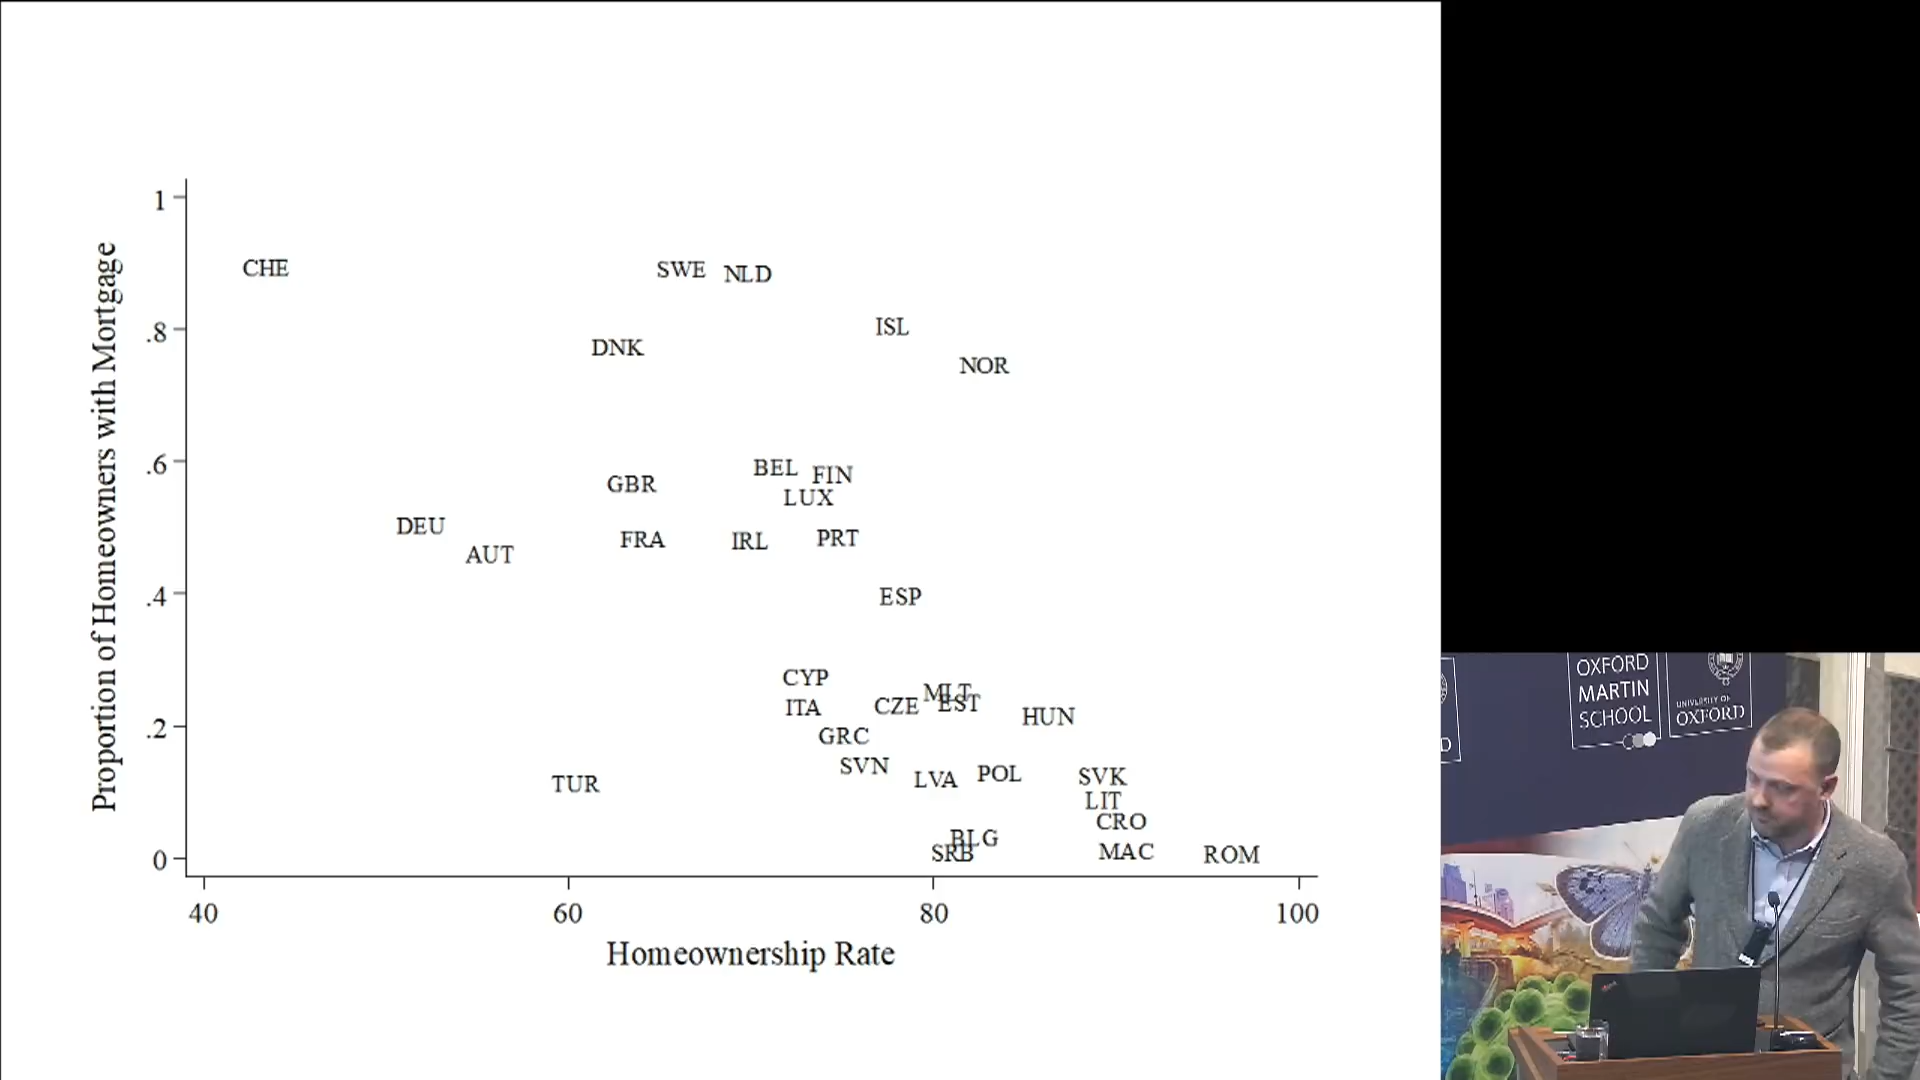 Proportion of Homeowners with Mortgage
1
.8
.6
.4
.2
0
CHE
SWE
NLD
ISL
DNK
NOR
BEL
FIN
GBR
LUX
DEU
FRA
IRL
PRT
AUT
ESP
CYP
MLT
ITA
CZE
EST
HUN
GRC
SVN
TUR
LVA
POL
SVK
LIT
CRO
BLG
SRB
MAC
ROM
40
60
80
100
Homeownership Rate
OXFORD
MARTIN
SCHOOL
UNIVERSITY OF
OXFORD
D